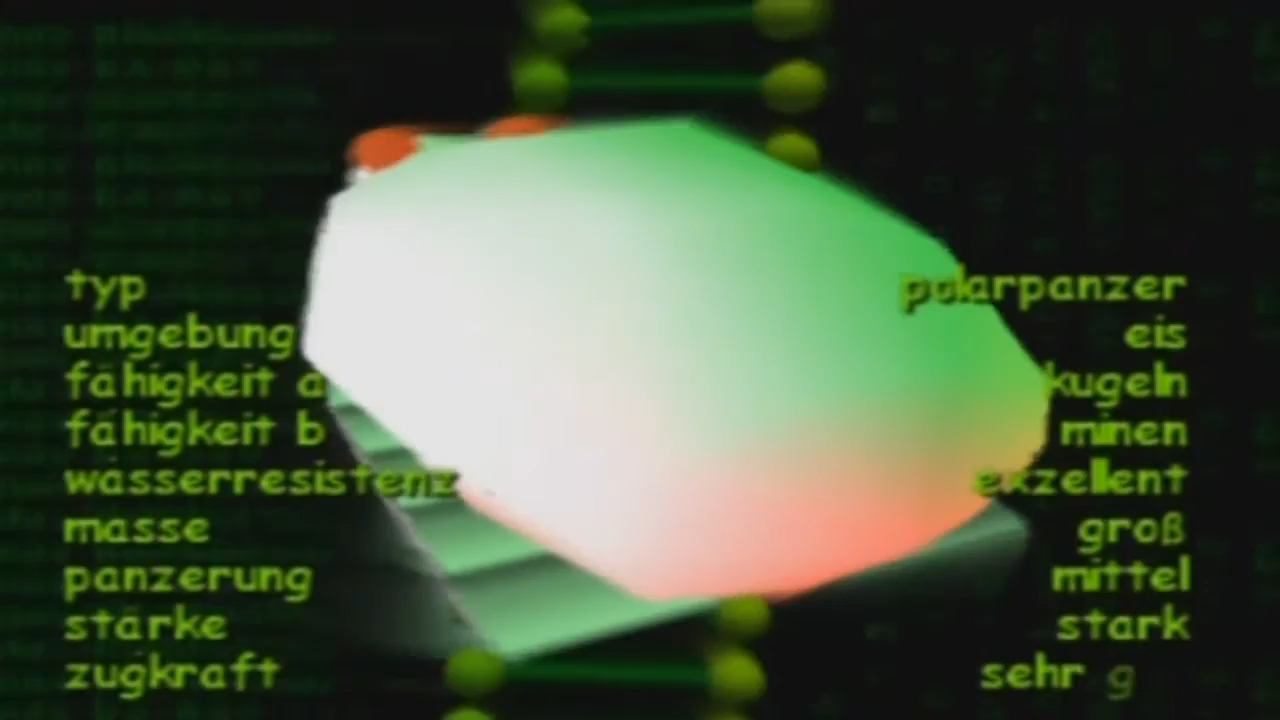 typ polarpanzer
umgebung eis
fähigkeit a kugeln
fähigkeit b minen
wasserresistenz exzellent
masse groß
panzerung mittel
stärke stark
zugkraft sehr g